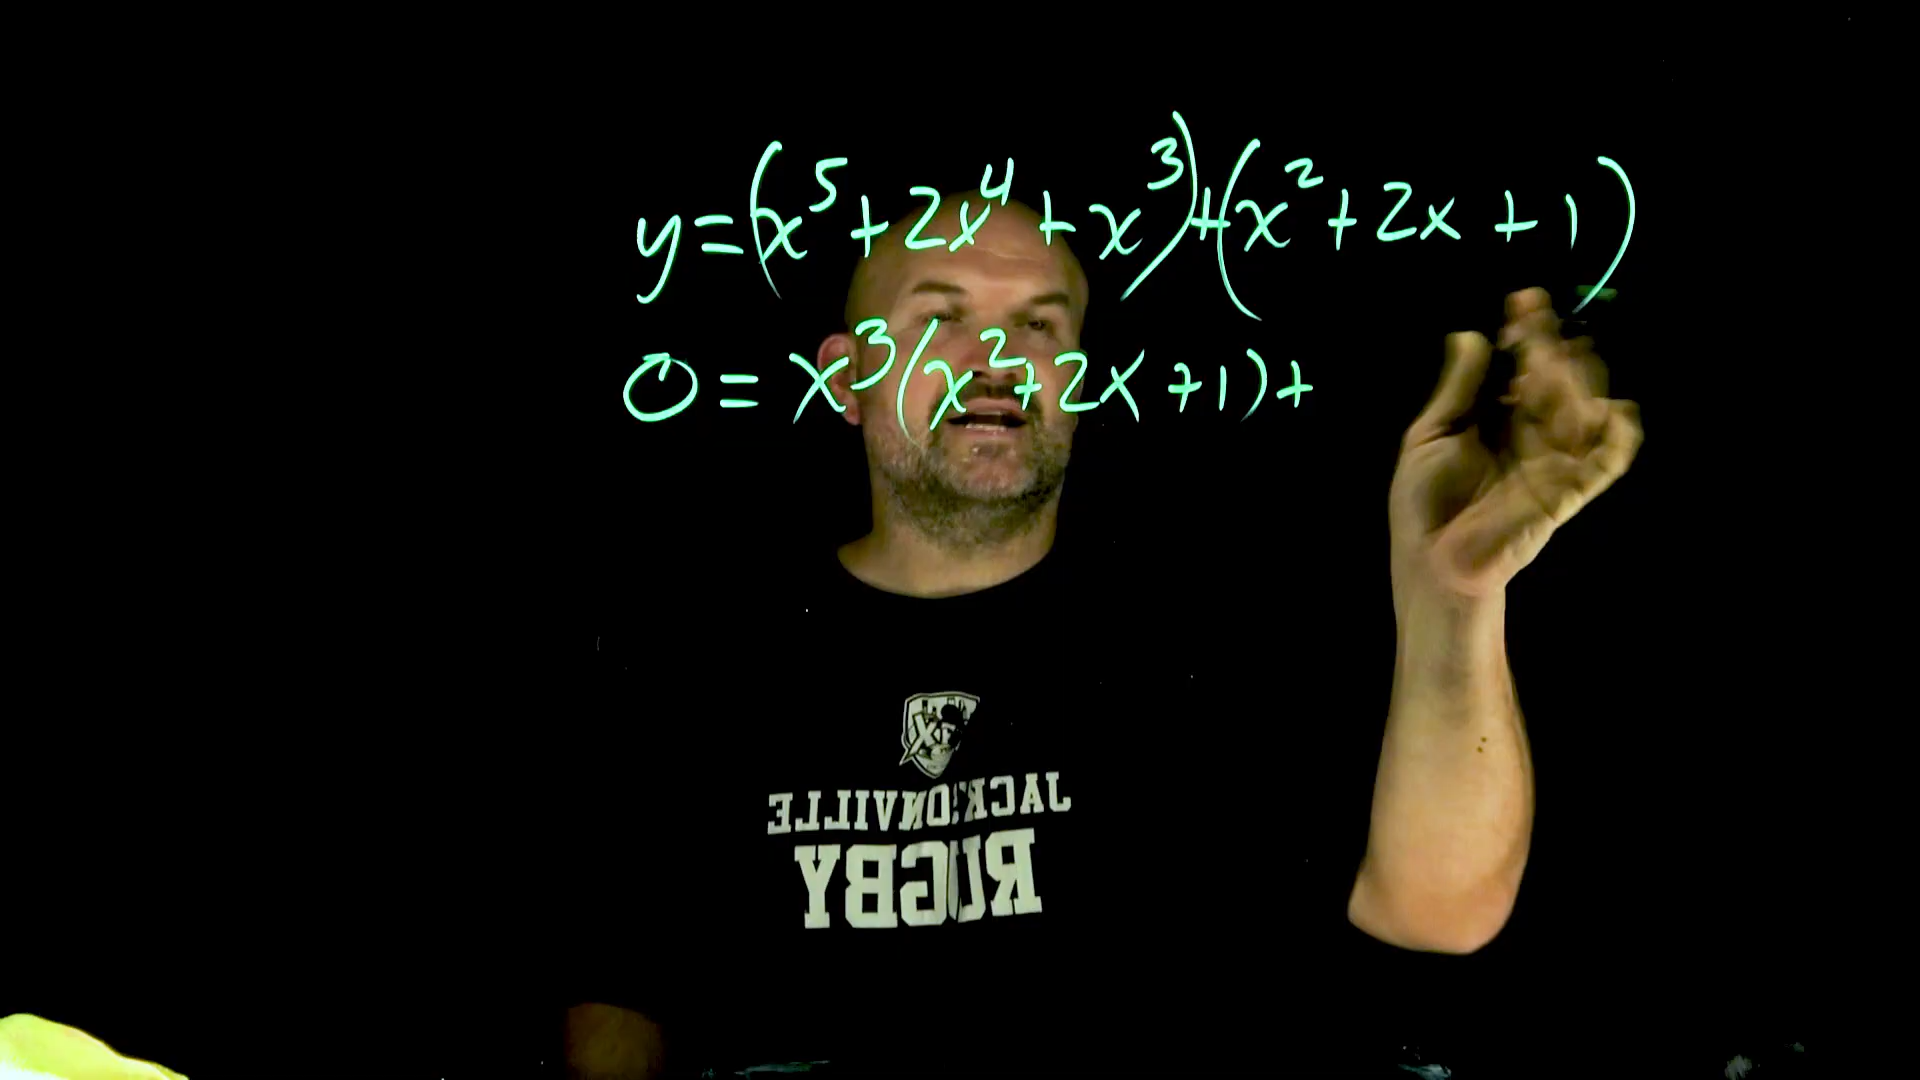 y=(x⁵+2x⁴+x³)+(x²+2x+1)
0=x³(x²+2x+1)+
JACKSONVILLE
RUGBY